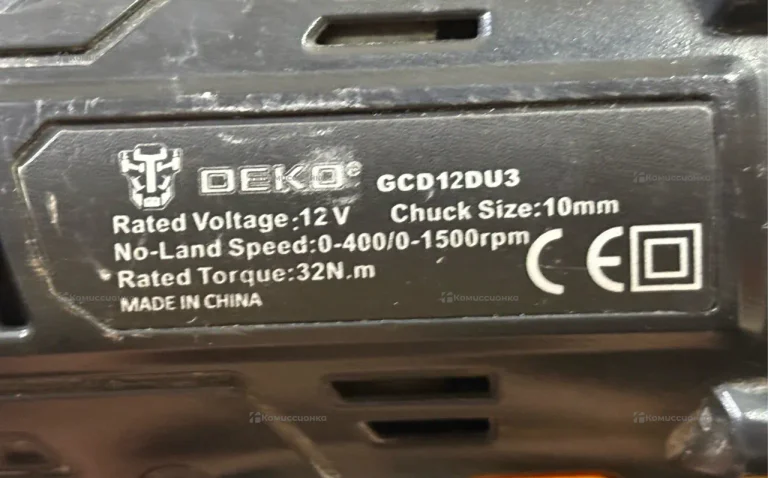 DEKO® GCD12DU3
Rated Voltage:12V Chuck Size:10mm
No-Land Speed:0-400/0-1500rpm
Rated Torque:32N.m
MADE IN CHINA
CE
Комиссионка
Комиссионка
Комиссионка
Комиссионка